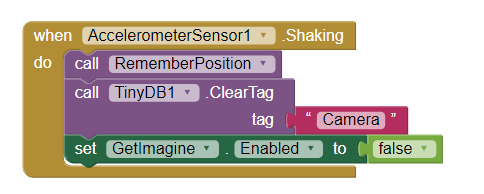 when AccelerometerSensor1 .Shaking
do call RememberPosition
call TinyDB1 .ClearTag
tag " Camera "
set GetImagine . Enabled to false